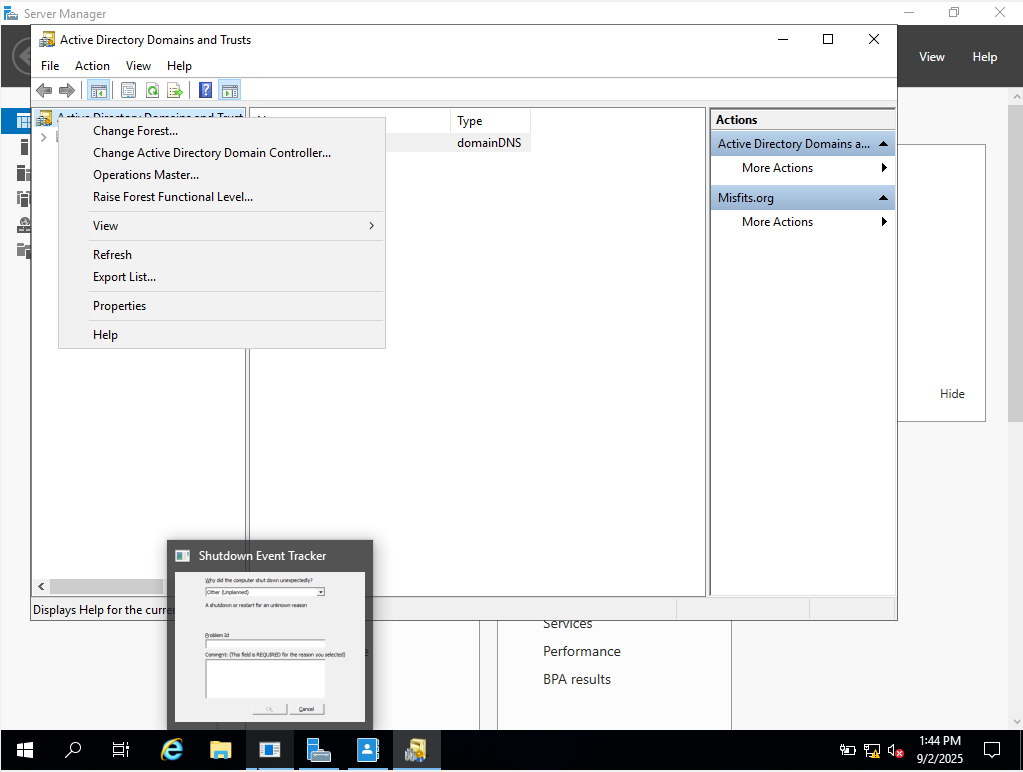 Server Manager
Active Directory Domains and Trusts
File Action View Help
View Help
Active Directory Domains and Trust
Type
Actions
domainDNS
Active Directory Domains a...
More Actions
Misfits.org
More Actions
Change Forest...
Change Active Directory Domain Controller...
Operations Master...
Raise Forest Functional Level...
View
Refresh
Export List...
Properties
Help
Hide
Displays Help for the curre
Shutdown Event Tracker
Why did the computer shut down unexpectedly?
Other (Unplanned)
A shutdown or restart for an unknown reason
Problem Id
Comment: (This field is REQUIRED for the reason you selected)
OK Cancel
Services
Performance
BPA results
1:44 PM
9/2/2025